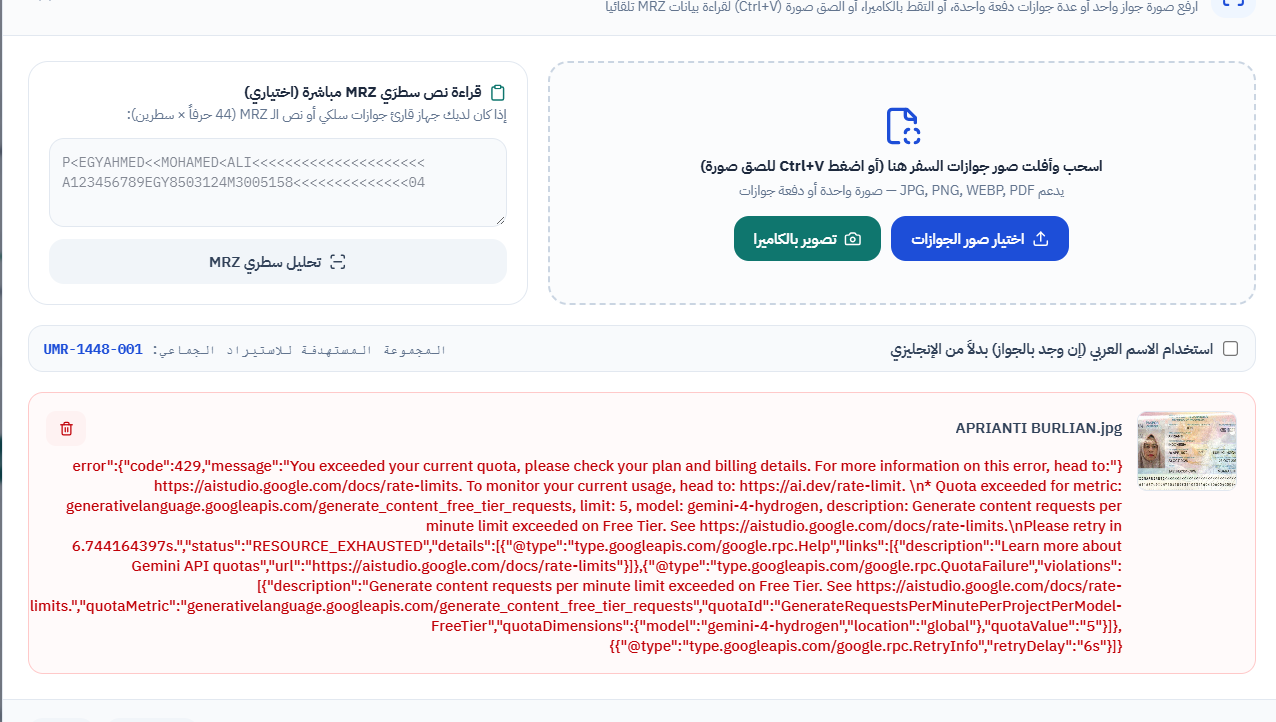 ارفع صورة جواز واحد أو عدة جوازات دفعة واحدة، أو التقط بالكاميرا، أو الصق صورة (Ctrl+V) لقراءة بيانات MRZ تلقائياً
اسحب وأفلت صور جوازات السفر هنا (أو اضغط Ctrl+V للصق صورة)
يدعم JPG, PNG, WEBP, PDF — صورة واحدة أو دفعة جوازات
اختيار صور الجوازات
تصوير بالكاميرا
قراءة نص سطرَي MRZ مباشرة (اختياري)
إذا كان لديك جهاز قارئ جوازات سلكي أو نص الـ MRZ (44 حرفاً × سطرين):
P<EGYAHMED<<MOHAMED<ALI<<<<<<<<<<<<<<<<<<<<<
A123456789EGY8503124M3005158<<<<<<<<<<<<<<04
تحليل سطري MRZ
استخدام الاسم العربي (إن وجد بالجواز) بدلاً من الإنجليزي
المجموعة المستهدفة للاستيراد الجماعي: UMR-1448-001
APRIANTI BURLIAN.jpg
error":{"code":429,"message":"You exceeded your current quota, please check your plan and billing details. For more information on this error, head to:"}
https://aistudio.google.com/docs/rate-limits. To monitor your current usage, head to: https://ai.dev/rate-limit. \n* Quota exceeded for metric:
generativelanguage.googleapis.com/generate_content_free_tier_requests, limit: 5, model: gemini-4-hydrogen, description: Generate content requests per
minute limit exceeded on Free Tier. See https://aistudio.google.com/docs/rate-limits.\nPlease retry in
6.744164397s.","status":"RESOURCE_EXHAUSTED","details":[{"@type":"type.googleapis.com/google.rpc.Help","links":[{"description":"Learn more about
Gemini API quotas","url":"https://aistudio.google.com/docs/rate-limits"}]},{"@type":"type.googleapis.com/google.rpc.QuotaFailure","violations":
[{"description":"Generate content requests per minute limit exceeded on Free Tier. See https://aistudio.google.com/docs/rate-
limits.","quotaMetric":"generativelanguage.googleapis.com/generate_content_free_tier_requests","quotaId":"GenerateRequestsPerMinutePerProjectPerModel-
FreeTier","quotaDimensions":{"model":"gemini-4-hydrogen","location":"global"},"quotaValue":"5"}]},
{{"@type":"type.googleapis.com/google.rpc.RetryInfo","retryDelay":"6s"}]}